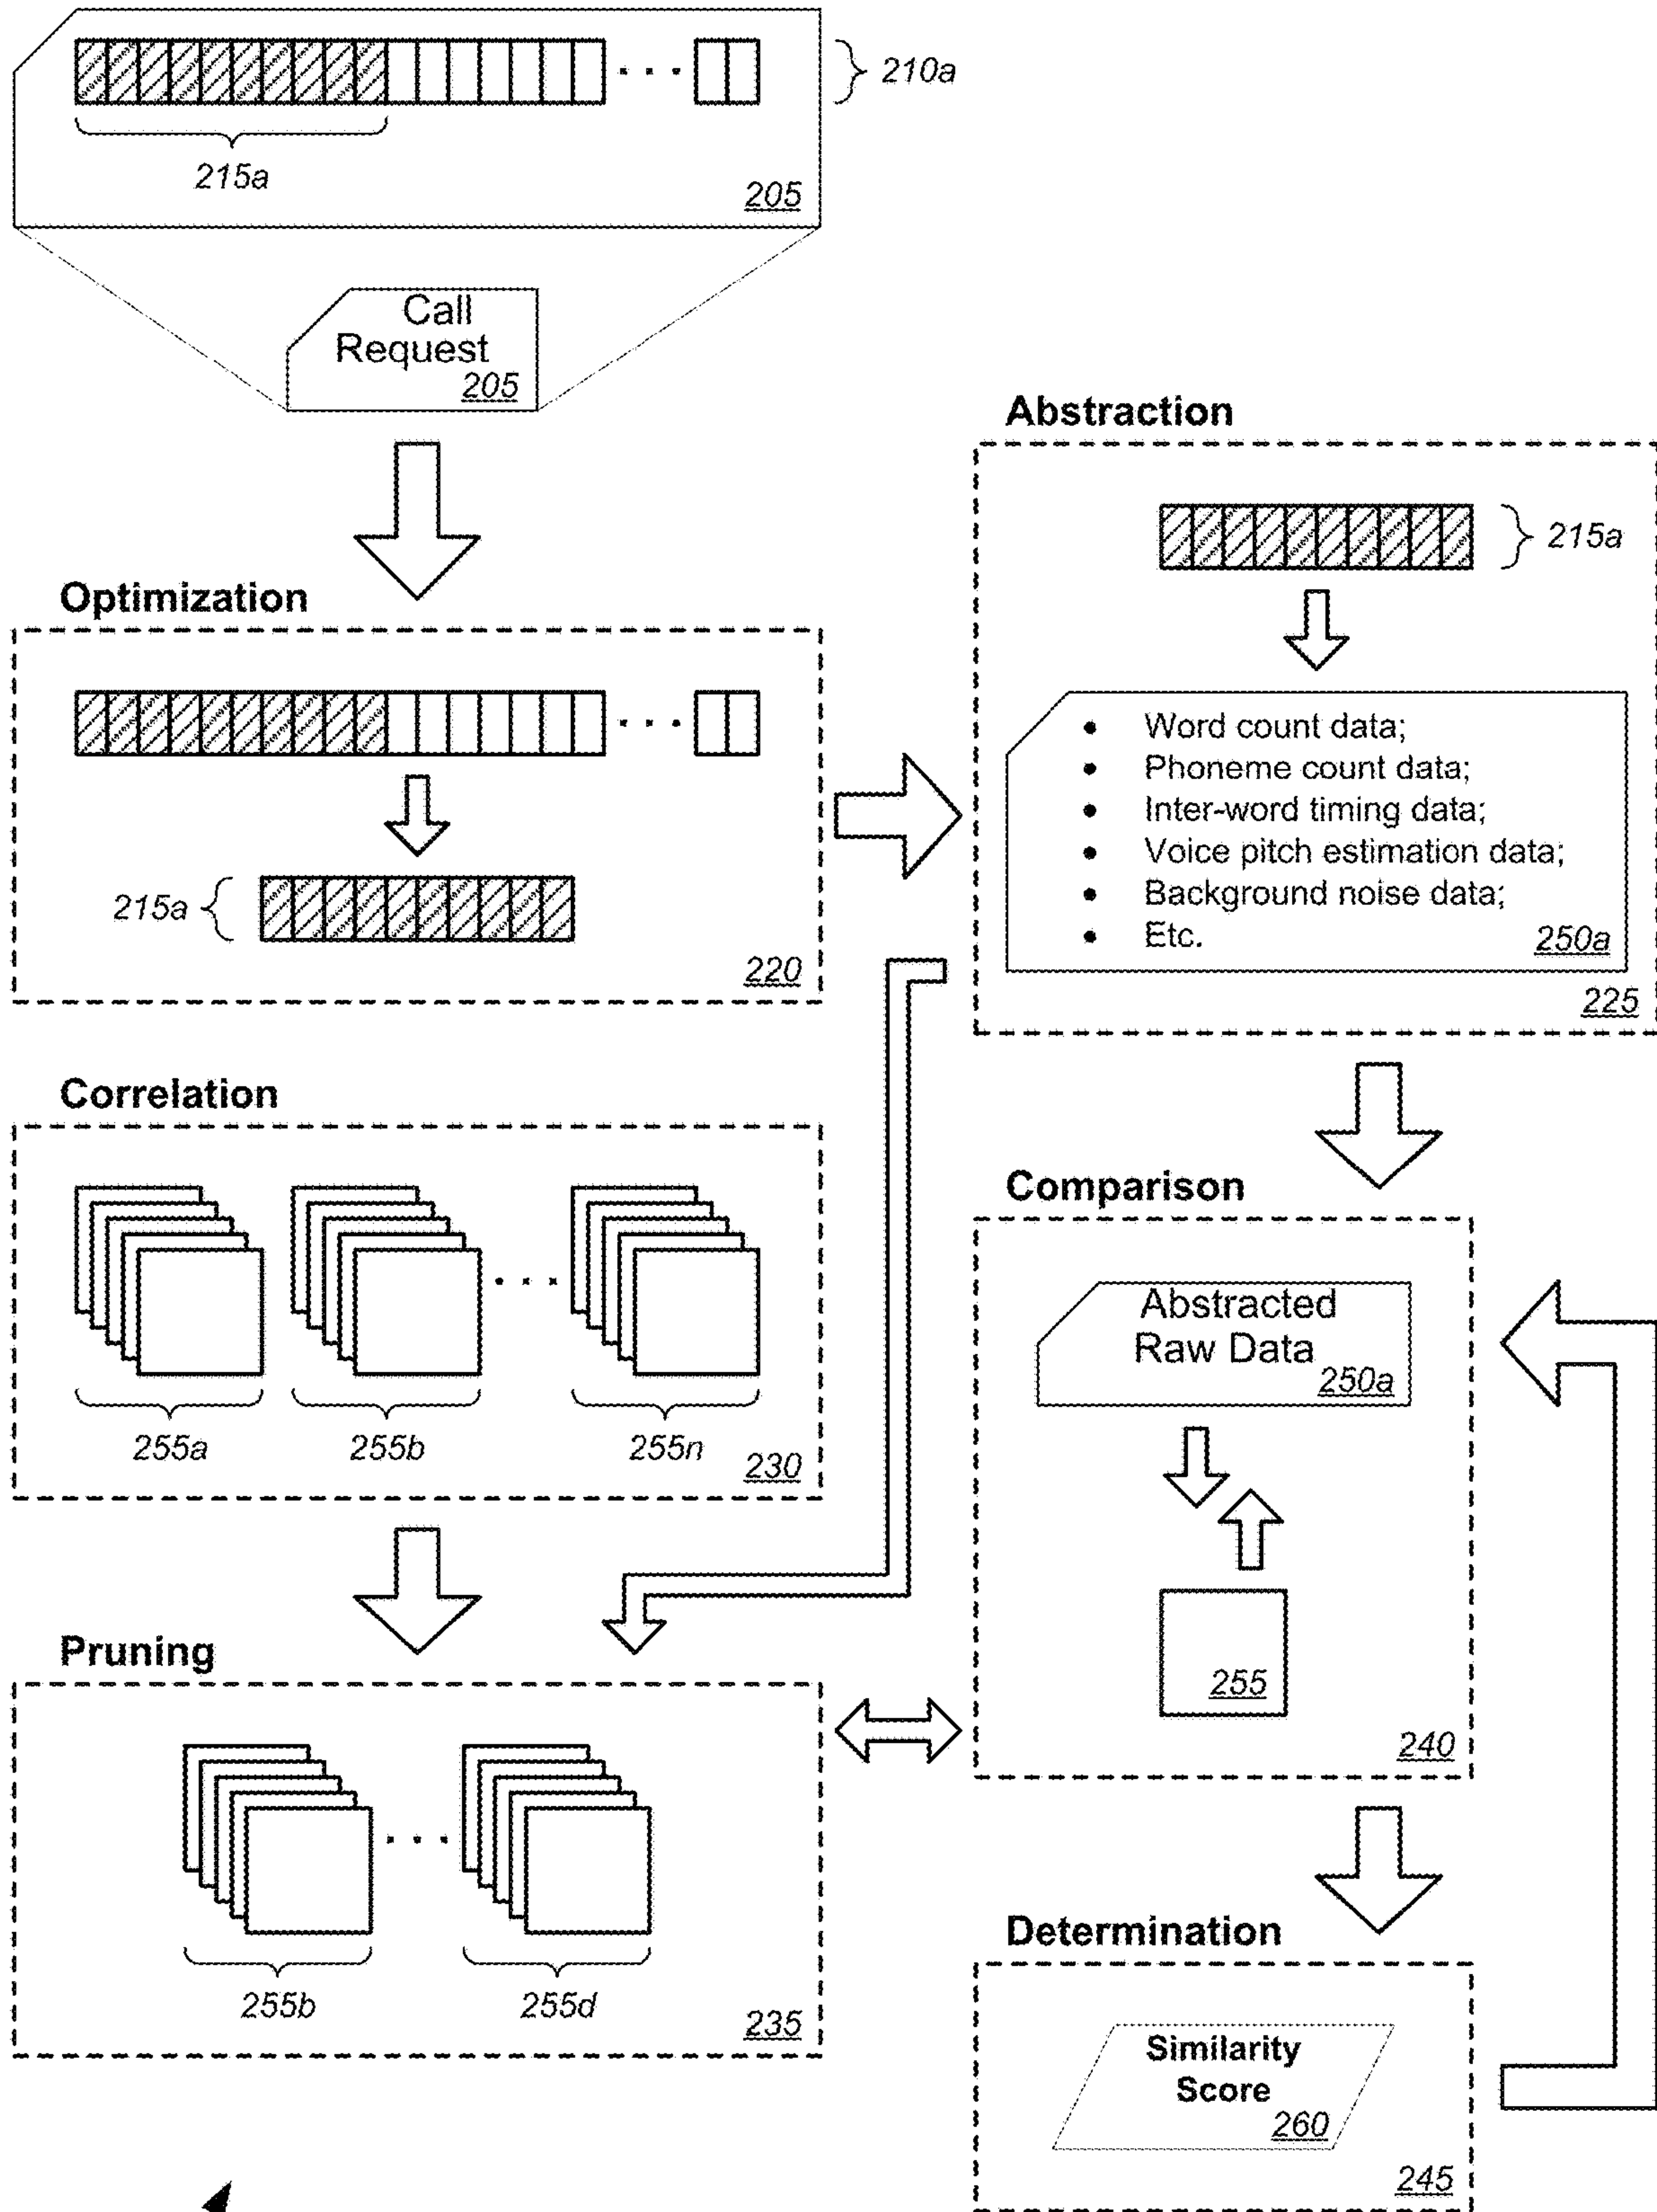 210a
215a
205
Call
Request
205
Optimization
215a
220
Abstraction
215a
• Word count data;
• Phoneme count data;
• Inter-word timing data;
• Voice pitch estimation data;
• Background noise data;
• Etc.
250a
225
Correlation
255a 255b ... 255n
230
Comparison
Abstracted
Raw Data
250a
255
240
Pruning
255b ... 255d
235
Determination
Similarity
Score
260
245